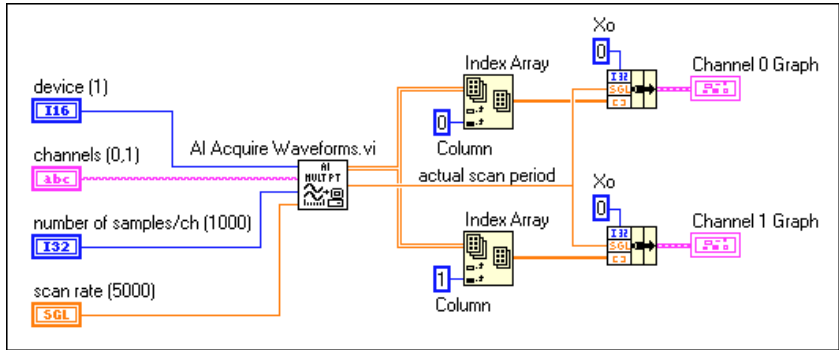 Xo
0
Index Array
I32
SGL
[ ]
Channel 0 Graph
device (1)
I16
0
Column
AI Acquire Waveforms.vi
channels (0,1)
abc
AI
MULT PT
actual scan period
Xo
0
Index Array
I32
SGL
[ ]
Channel 1 Graph
number of samples/ch (1000)
I32
1
Column
scan rate (5000)
SGL